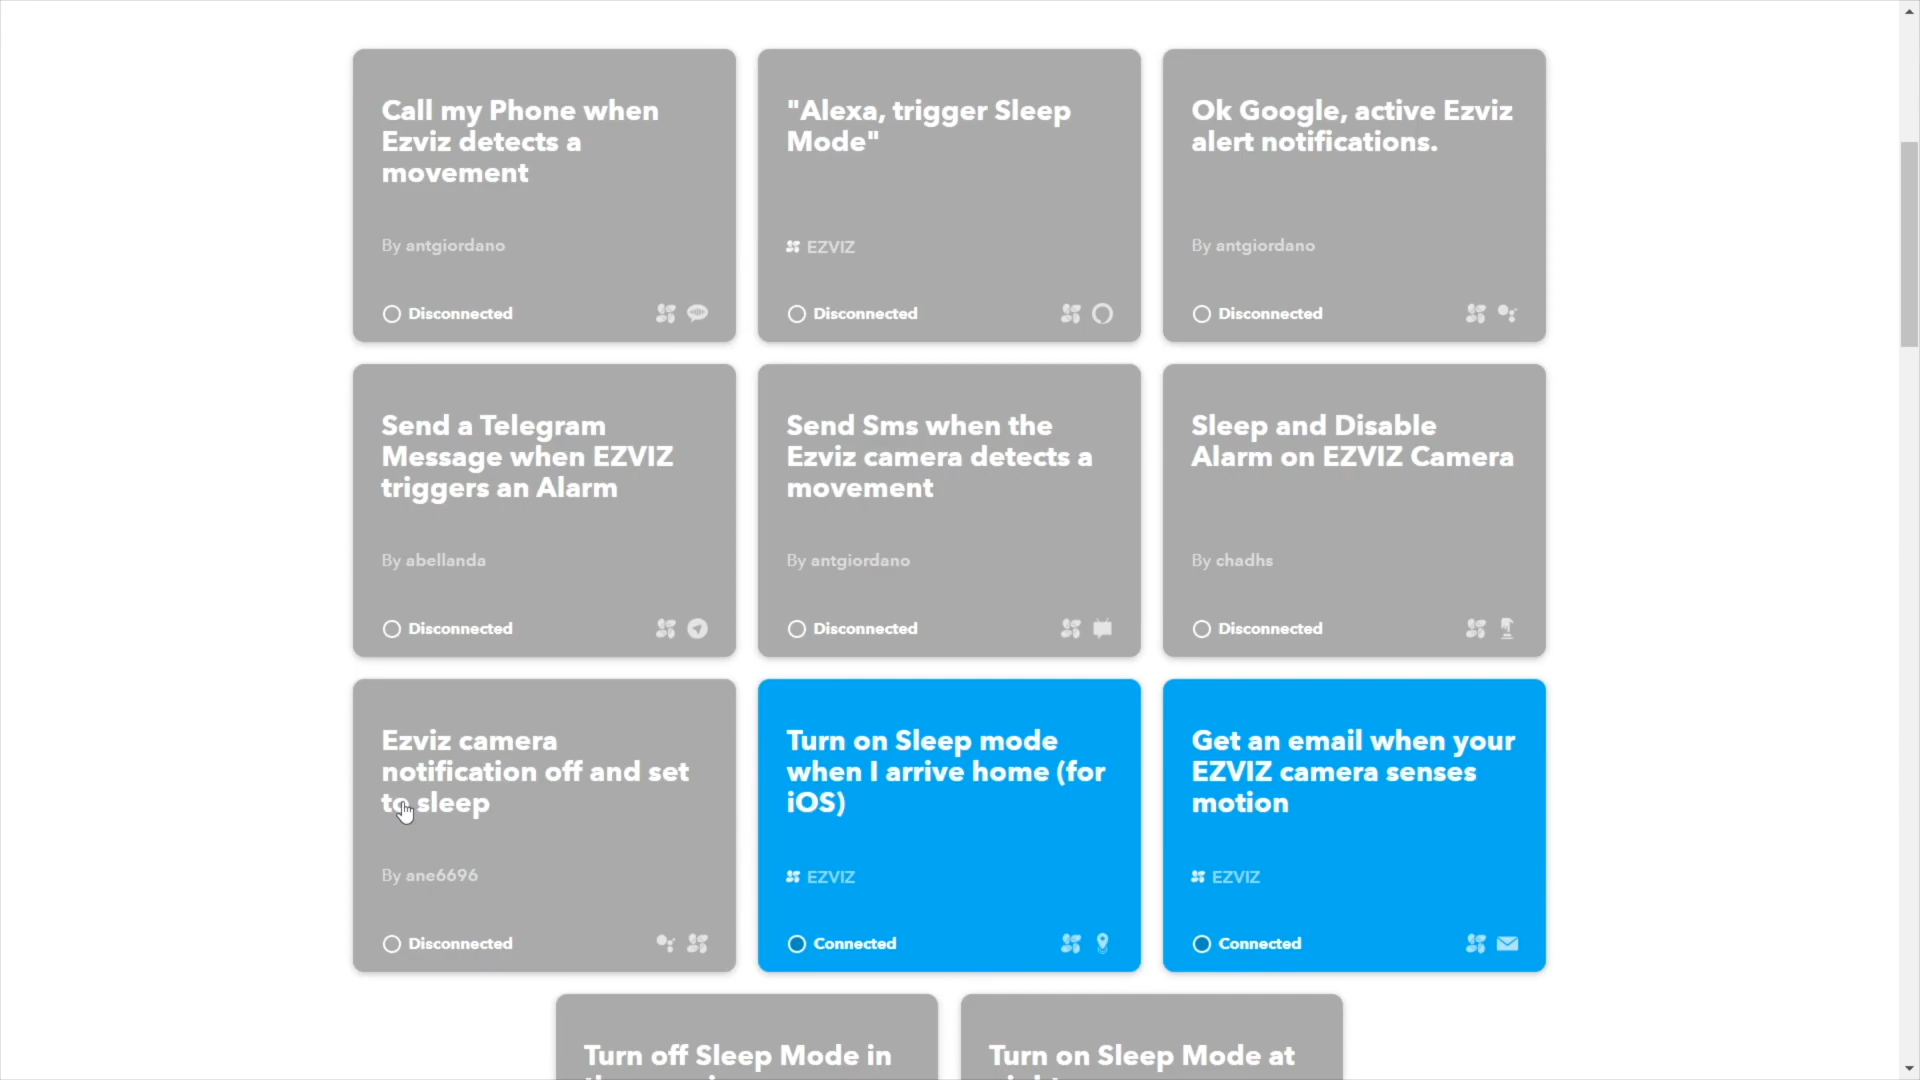 Call my Phone when
Ezviz detects a
movement
By antgiordano
Disconnected
"Alexa, trigger Sleep
Mode"
EZVIZ
Disconnected
Ok Google, active Ezviz
alert notifications.
By antgiordano
Disconnected
Send a Telegram
Message when EZVIZ
triggers an Alarm
By abellanda
Disconnected
Send Sms when the
Ezviz camera detects a
movement
By antgiordano
Disconnected
Sleep and Disable
Alarm on EZVIZ Camera
By chadhs
Disconnected
Ezviz camera
notification off and set
to sleep
By ane6696
Disconnected
Turn on Sleep mode
when I arrive home (for
iOS)
EZVIZ
Connected
Get an email when your
EZVIZ camera senses
motion
EZVIZ
Connected
Turn off Sleep Mode in
Turn on Sleep Mode at